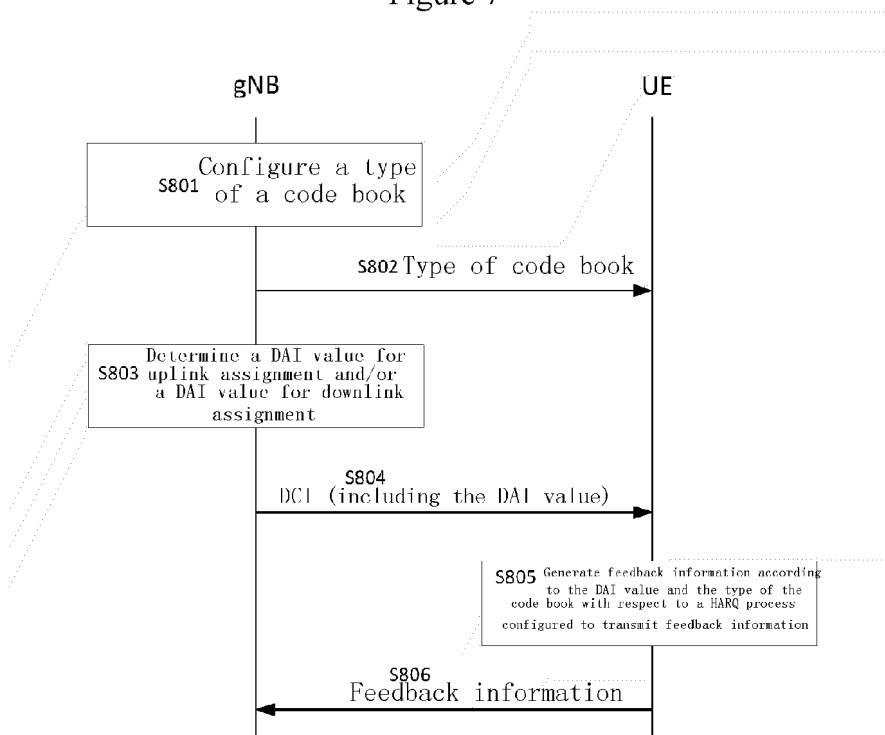 Figure 7
gNB
UE
S801 Configure a type
of a code book
S802 Type of code book
Determine a DAI value for
S803 uplink assignment and/or
a DAI value for downlink
assignment
S804
DCI (including the DAI value)
S805 Generate feedback information according
to the DAI value and the type of the
code book with respect to a HARQ process
configured to transmit feedback information
S806
Feedback information